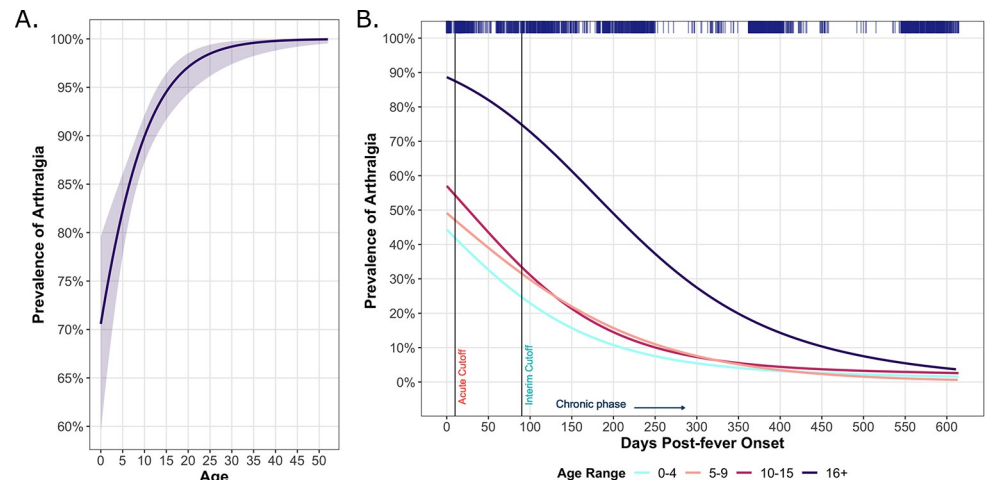 A.
Prevalence of Arthralgia
100%
95%
90%
85%
80%
75%
70%
65%
60%
0 5 10 15 20 25 30 35 40 45 50
Age
B.
Prevalence of Arthralgia
100%
90%
80%
70%
60%
50%
40%
30%
20%
10%
0%
Acute Cutoff
Interim Cutoff
Chronic phase
0 50 100 150 200 250 300 350 400 450 500 550 600
Days Post-fever Onset
Age Range 0-4 5-9 10-15 16+